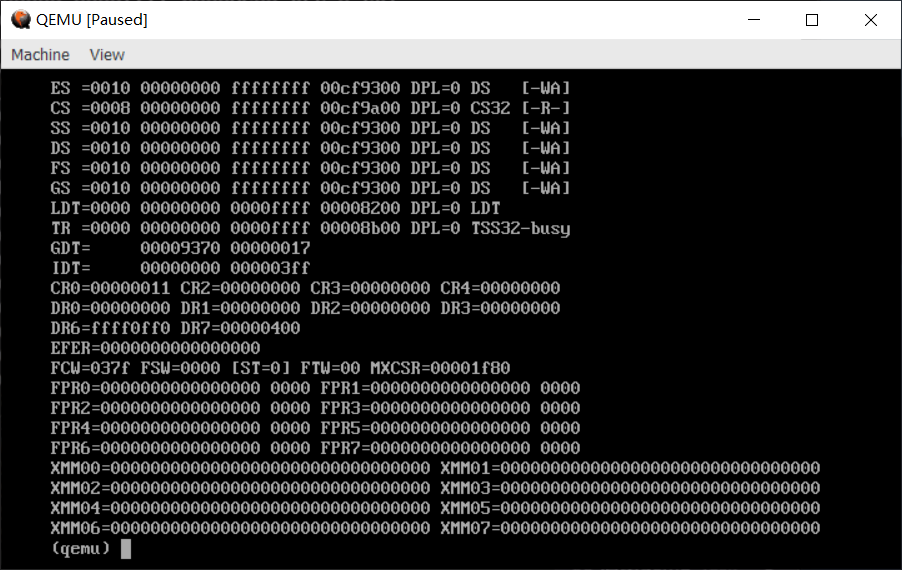 QEMU [Paused]
Machine View
ES =0010 00000000 ffffffff 00cf9300 DPL=0 DS   [-WA]
CS =0008 00000000 ffffffff 00cf9a00 DPL=0 CS32 [-R-]
SS =0010 00000000 ffffffff 00cf9300 DPL=0 DS   [-WA]
DS =0010 00000000 ffffffff 00cf9300 DPL=0 DS   [-WA]
FS =0010 00000000 ffffffff 00cf9300 DPL=0 DS   [-WA]
GS =0010 00000000 ffffffff 00cf9300 DPL=0 DS   [-WA]
LDT=0000 00000000 0000ffff 00008200 DPL=0 LDT
TR =0000 00000000 0000ffff 00008b00 DPL=0 TSS32-busy
GDT=     00009370 00000017
IDT=     00000000 000003ff
CR0=00000011 CR2=00000000 CR3=00000000 CR4=00000000
DR0=00000000 DR1=00000000 DR2=00000000 DR3=00000000
DR6=ffff0ff0 DR7=00000400
EFER=0000000000000000
FCW=037f FSW=0000 [ST=0] FTW=00 MXCSR=00001f80
FPR0=0000000000000000 0000 FPR1=0000000000000000 0000
FPR2=0000000000000000 0000 FPR3=0000000000000000 0000
FPR4=0000000000000000 0000 FPR5=0000000000000000 0000
FPR6=0000000000000000 0000 FPR7=0000000000000000 0000
XMM00=00000000000000000000000000000000 XMM01=00000000000000000000000000000000
XMM02=00000000000000000000000000000000 XMM03=00000000000000000000000000000000
XMM04=00000000000000000000000000000000 XMM05=00000000000000000000000000000000
XMM06=00000000000000000000000000000000 XMM07=00000000000000000000000000000000
(qemu)